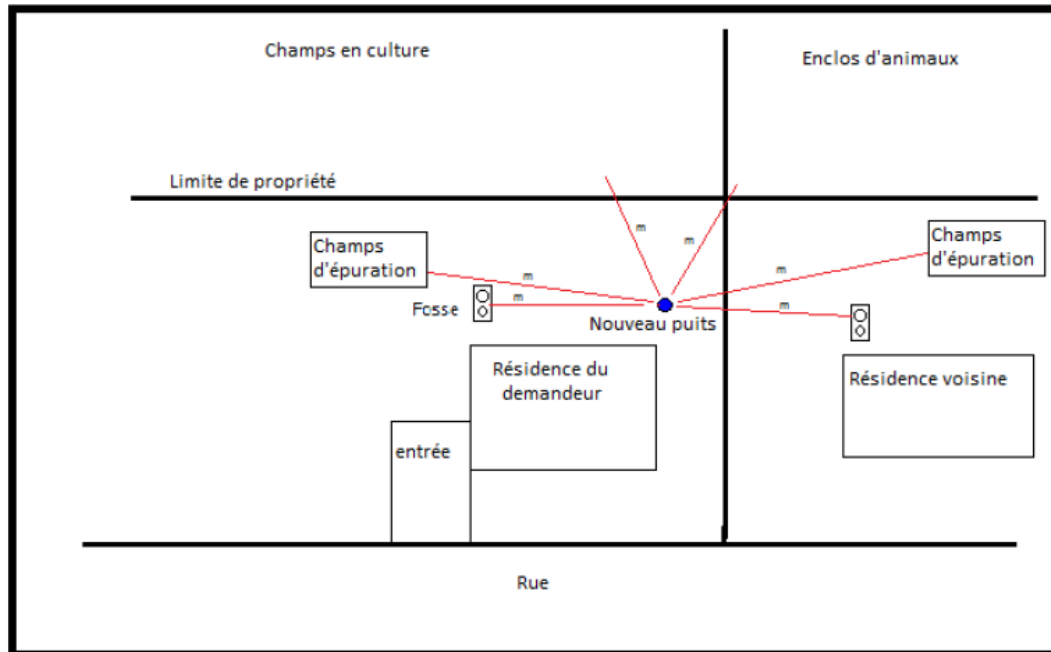 Champs en culture
Enclos d'animaux
Limite de propriété
Champs
d'épuration
Champs
d'épuration
m
m
m
m
m
m
Fosse
Nouveau puits
Résidence du
demandeur
Résidence voisine
entrée
Rue